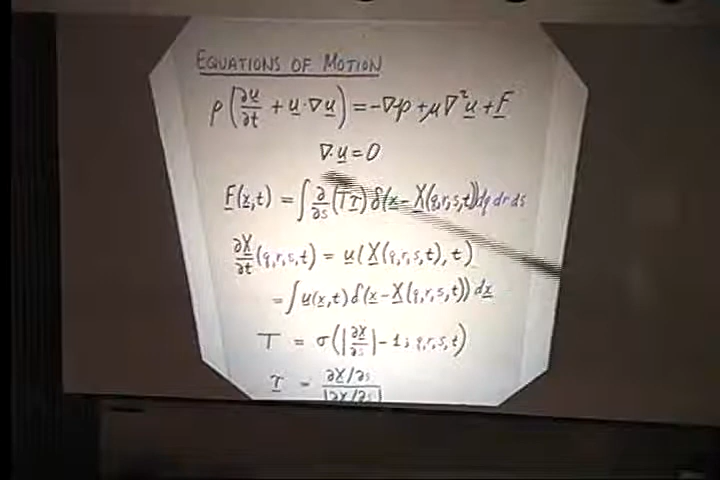 EQUATIONS OF MOTION
ρ(∂u/∂t + u·∇u) = -∇p + μ∇²u + F
∇·u = 0
F(x,t) = ∫ ∂/∂s (Tτ) δ(x - X(q,r,s,t)) dq dr ds
∂X/∂t (q,r,s,t) = u(X(q,r,s,t),t)
= ∫ u(x,t) δ(x - X(q,r,s,t)) dx
T = σ(|∂X/∂s| - 1; q,r,s,t)
τ = ∂X/∂s / |∂X/∂s|